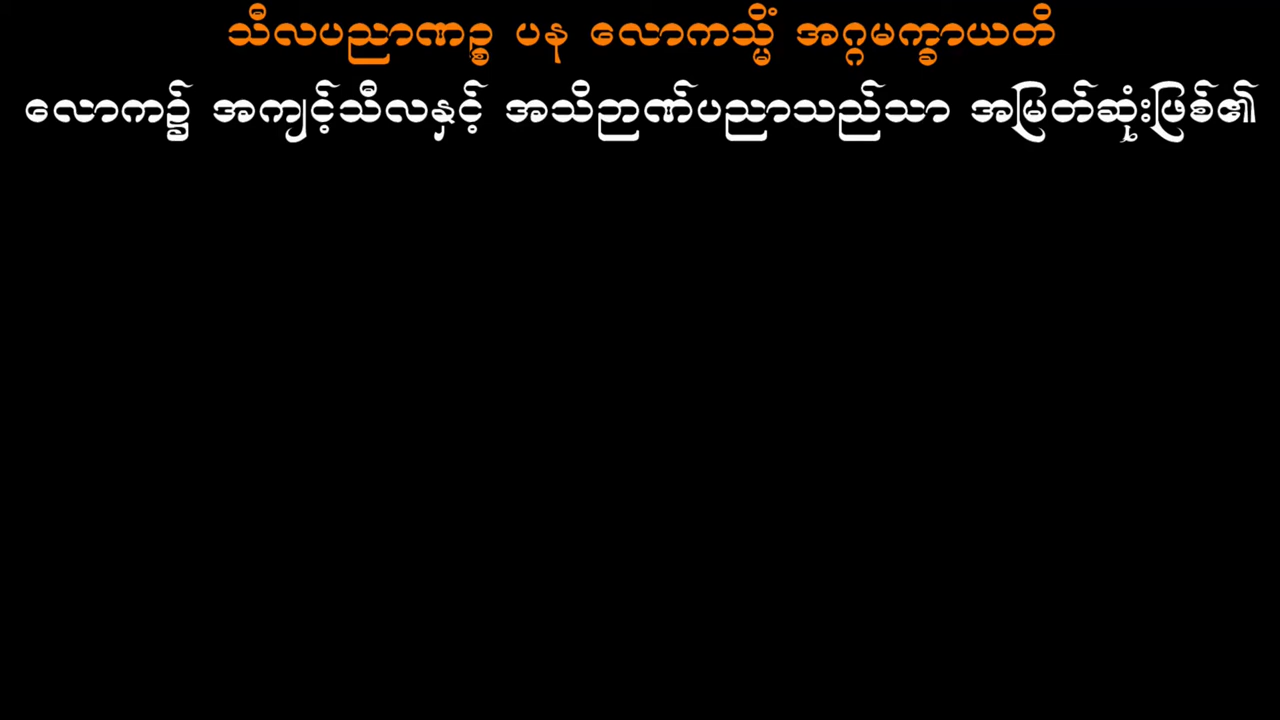 သီလပညာဏဉ္စ ပန လောကသ္မိံ အဂ္ဂမက္ခာယတိ
လောက၌ အကျင့်သီလနှင့် အသိဉာဏ်ပညာသည်သာ အမြတ်ဆုံးဖြစ်၏